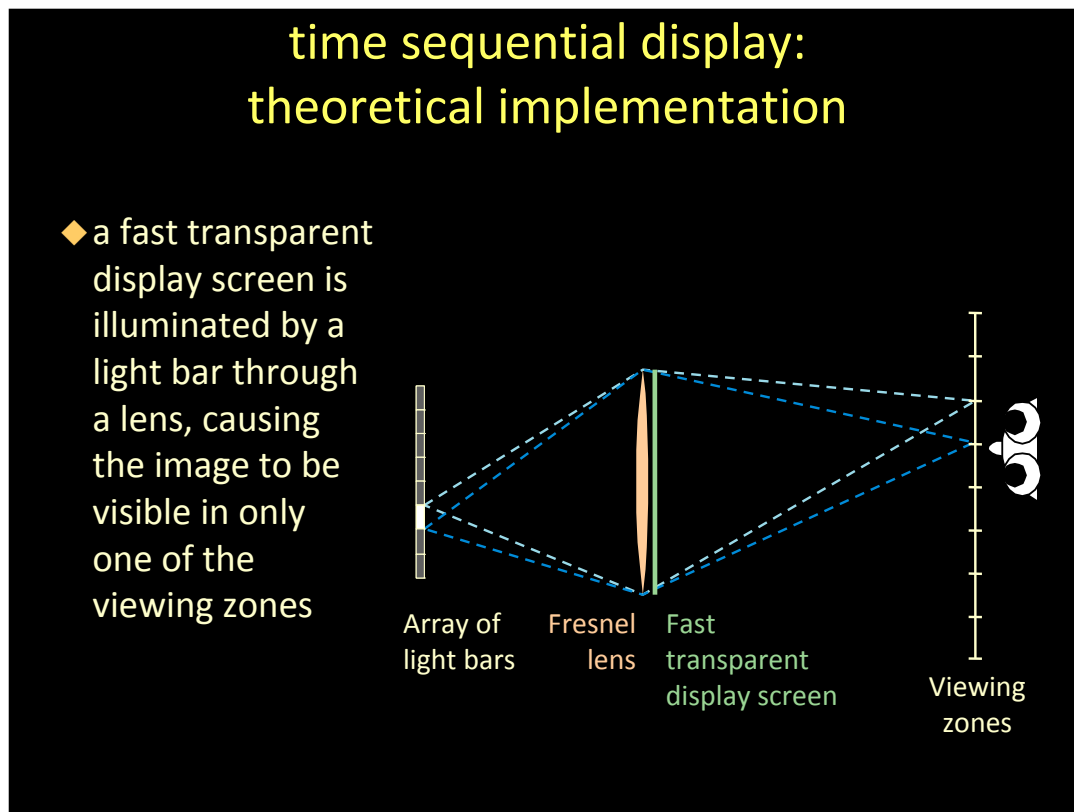 time sequential display:
theoretical implementation
a fast transparent
display screen is
illuminated by a
light bar through
a lens, causing
the image to be
visible in only
one of the
viewing zones
Array of
light bars
Fresnel
lens
Fast
transparent
display screen
Viewing
zones